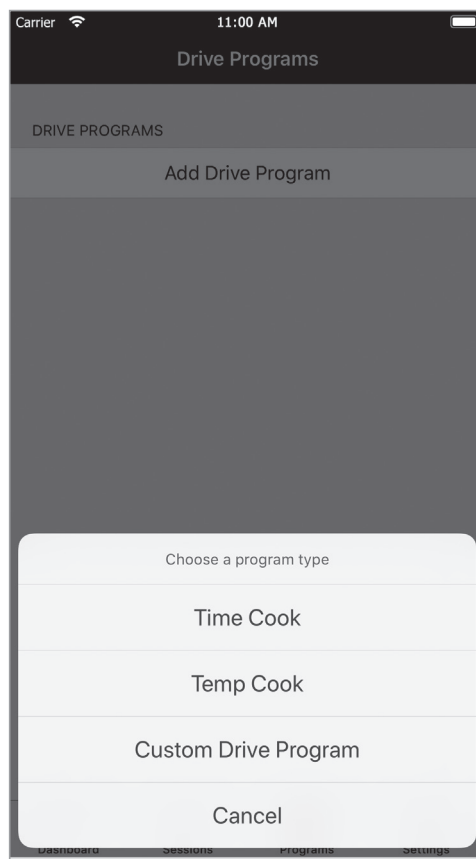 Carrier 11:00 AM
Drive Programs
DRIVE PROGRAMS
Add Drive Program
Choose a program type
Time Cook
Temp Cook
Custom Drive Program
Cancel
Dashboard Sessions Programs Settings